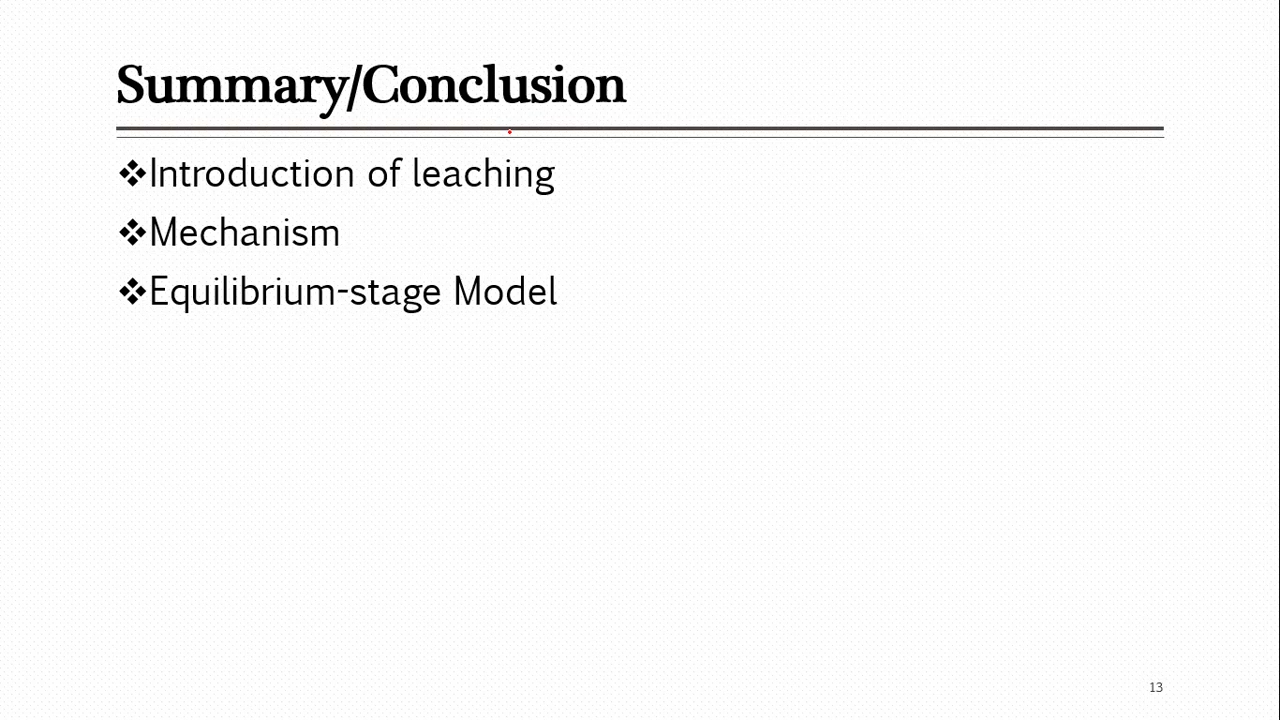 Summary/Conclusion
❖Introduction of leaching
❖Mechanism
❖Equilibrium-stage Model
13